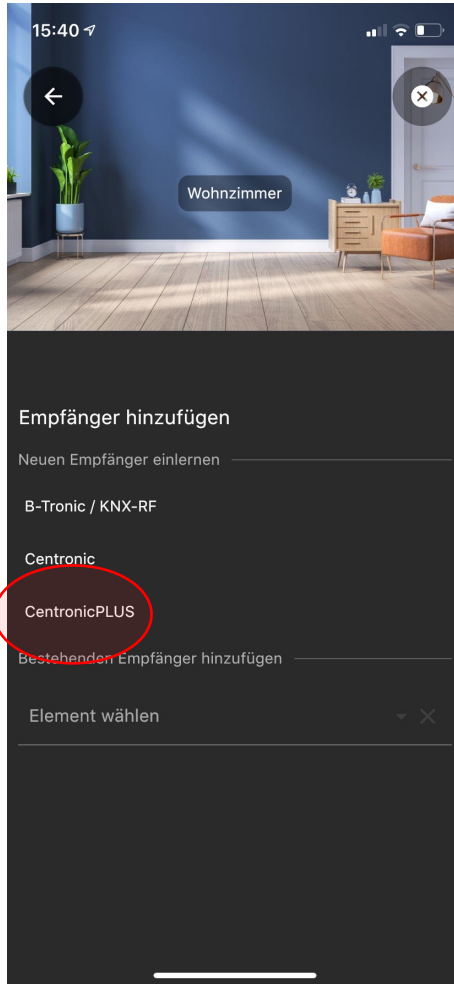 15:40
Wohnzimmer
Empfänger hinzufügen
Neuen Empfänger einlernen
B-Tronic / KNX-RF
Centronic
CentronicPLUS
Bestehenden Empfänger hinzufügen
Element wählen